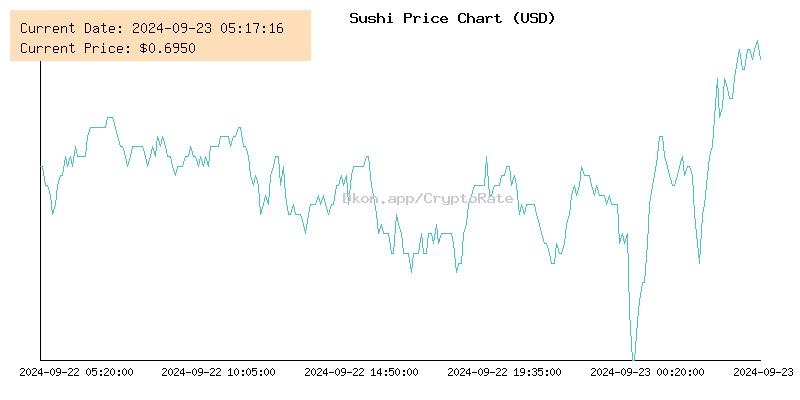 Sushi Price Chart (USD)
Current Date: 2024-09-23 05:17:16
Current Price: $0.6950
Dkon.app/CryptoRate
2024-09-22 05:20:00 2024-09-22 10:05:00 2024-09-22 14:50:00 2024-09-22 19:35:00 2024-09-23 00:20:00 2024-09-23